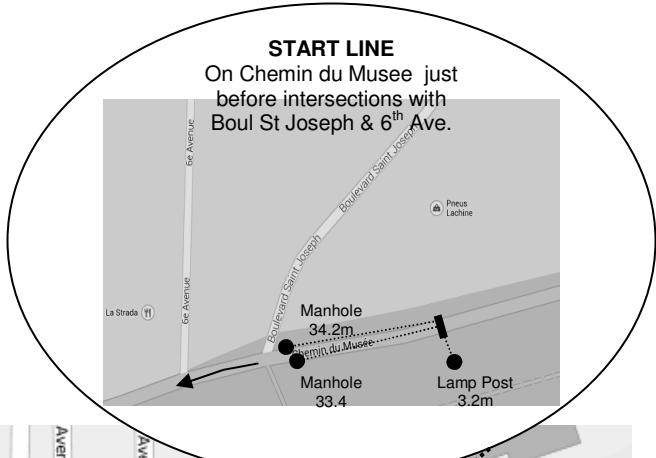 START LINE
On Chemin du Musee just
before intersections with
Boul St Joseph & 6th Ave.
6e Avenue
Boulevard Saint Joseph
Pneus
Lachine
6e Avenue
Boulevard Saint Joseph
La Strada
Manhole
34.2m
Chemin du Musée
Manhole
33.4
Lamp Post
3.2m